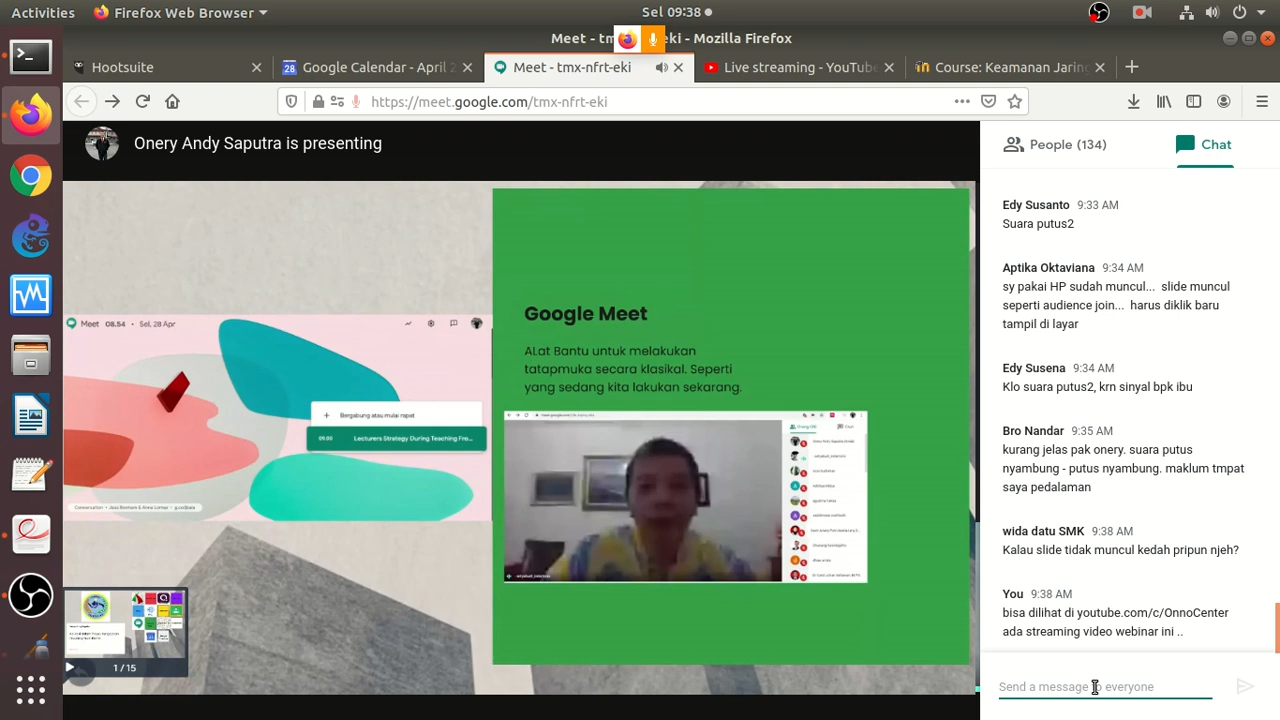 Activities
Firefox Web Browser
Sel 09:38
Meet - tm
eki - Mozilla Firefox
Hootsuite
Google Calendar - April 2
28
Meet - tmx-nfrt-eki
Live streaming - YouTube
Course: Keamanan Jarin
https://meet.google.com/tmx-nfrt-eki
Onery Andy Saputra is presenting
Meet 08.54 • Sel, 28 Apr
Bergabung atau mulai rapat
09.00 Lecturers Strategy During Teaching Fro...
1 / 15
Google Meet
ALat Bantu untuk melakukan
tatapmuka secara klasikal. Seperti
yang sedang kita lakukan sekarang.
People (134)
Chat
Edy Susanto 9:33 AM
Suara putus2
Aptika Oktaviana 9:34 AM
sy pakai HP sudah muncul... slide muncul
seperti audience join... harus diklik baru
tampil di layar
Edy Susena 9:34 AM
Klo suara putus2, krn sinyal bpk ibu
Bro Nandar 9:35 AM
kurang jelas pak onery. suara putus
nyambung - putus nyambung. maklum tmpat
saya pedalaman
wida datu SMK 9:38 AM
Kalau slide tidak muncul kedah pripun njeh?
You 9:38 AM
bisa dilihat di youtube.com/c/OnnoCenter
ada streaming video webinar ini ..
Send a message to everyone